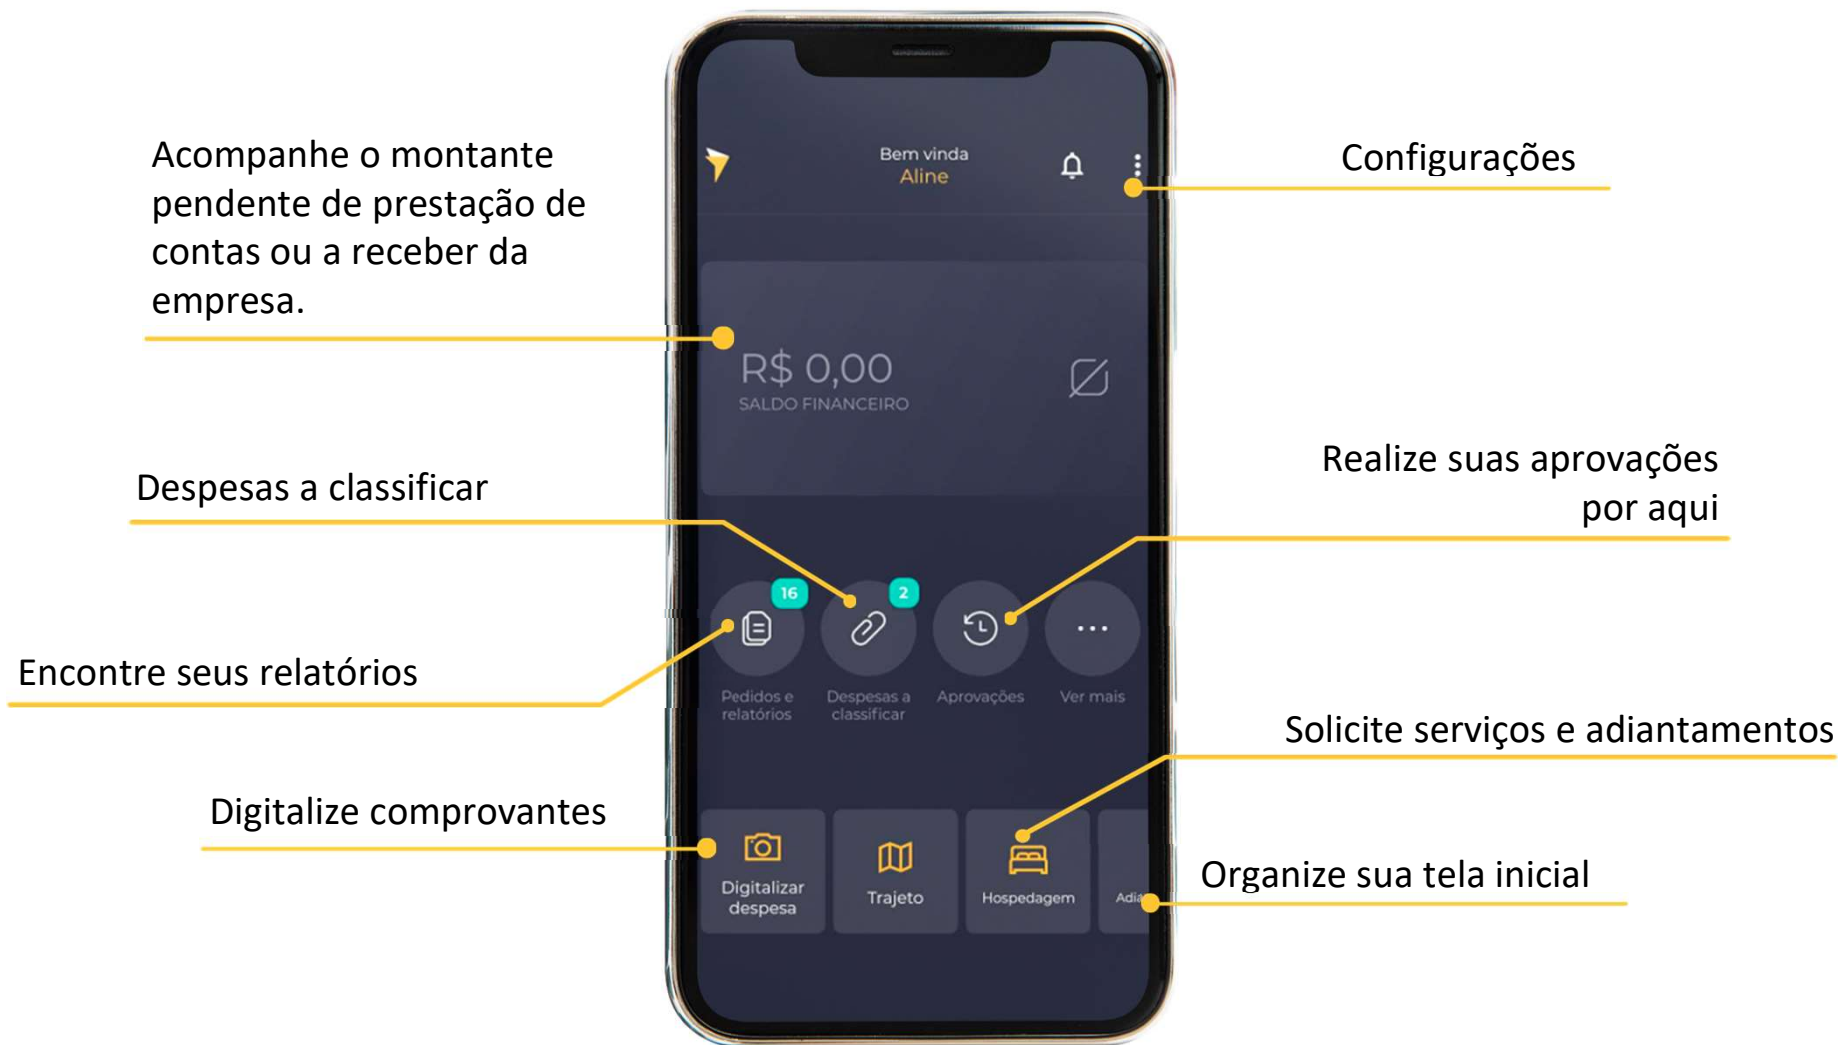 Acompanhe o montante
pendente de prestação de
contas ou a receber da
empresa.
Despesas a classificar
Encontre seus relatórios
Digitalize comprovantes
Bem vinda
Aline
R$ 0,00
SALDO FINANCEIRO
16
2
Pedidos e
relatórios
Despesas a
classificar
Aprovações
Ver mais
Digitalizar
despesa
Trajeto
Hospedagem
Configurações
Realize suas aprovações
por aqui
Solicite serviços e adiantamentos
Organize sua tela inicial